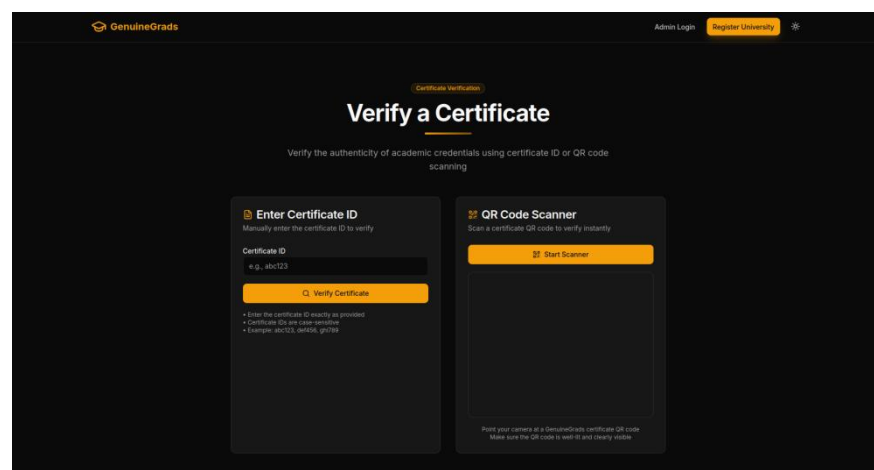 GenuineGrads
Admin Login
Register University
Certificate Verification
Verify a Certificate
Verify the authenticity of academic credentials using certificate ID or QR code
scanning
Enter Certificate ID
Manually enter the certificate ID to verify
Certificate ID
e.g., abc123
Verify Certificate
• Enter the certificate ID exactly as provided
• Certificate IDs are case-sensitive
• Example: abc123, def456, ghi789
QR Code Scanner
Scan a certificate QR code to verify instantly
Start Scanner
Point your camera at a GenuineGrads certificate QR code
Make sure the QR code is well-lit and clearly visible